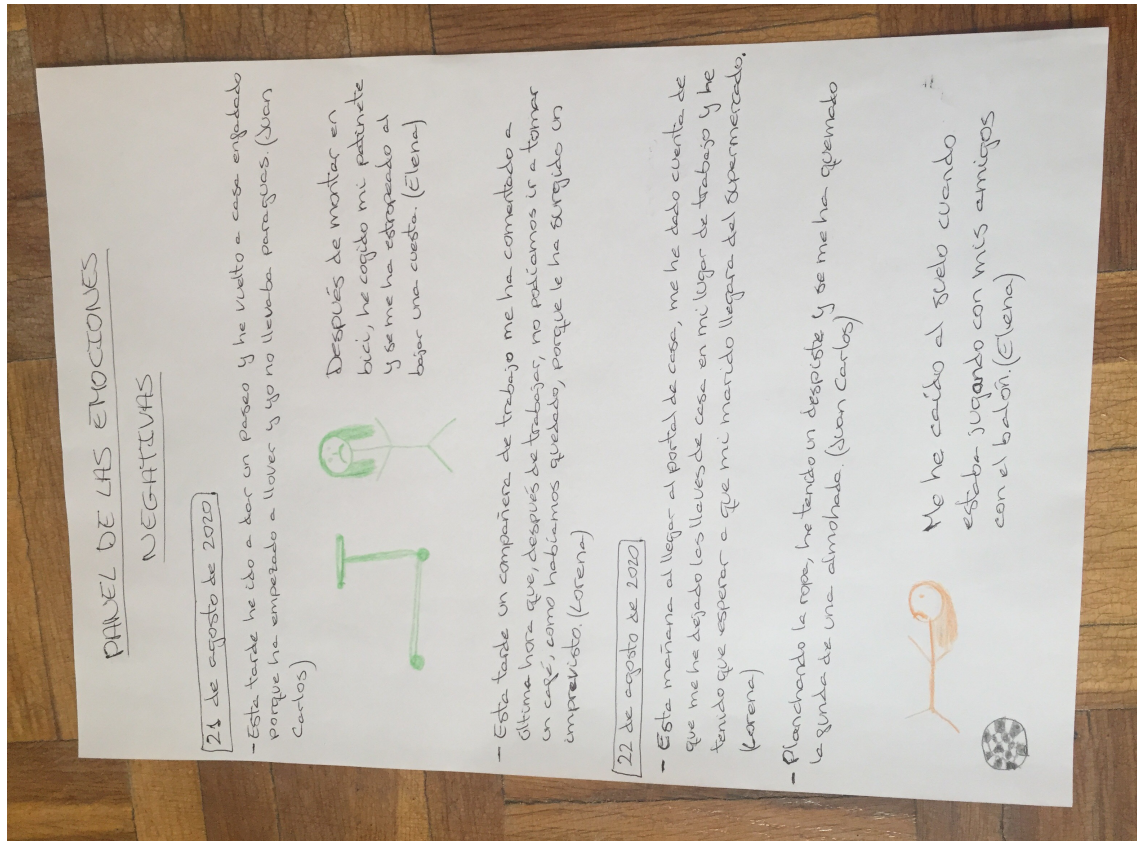 PANEL DE LAS EMOCIONES
NEGATIVAS
21 de agosto de 2020
- Esta tarde he ido a dar un paseo y he vuelto a casa enfadado
porque ha empezado a llover y yo no llevaba paraguas. (Juan
Carlos)
Después de montar en
bici, he cogido mi patinete
y se me ha estropeado al
bajar una cuesta. (Elena)
- Esta tarde un compañera de trabajo me ha comentado a
última hora que, después de trabajar, no podíamos ir a tomar
un café, como habíamos quedado, porque le ha surgido un
imprevisto. (Lorena)
22 de agosto de 2020
- Esta mañana al llegar al portal de casa, me he dado cuenta de
que me he dejado las llaves de casa en mi lugar de trabajo y he
tenido que esperar a que mi marido llegara del supermercado.
(Lorena)
- Planchando la ropa, he tenido un despiste y se me ha quemado
la funda de una almohada. (Juan Carlos)
Me he caído al suelo cuando
estaba jugando con mis amigos
con el balón. (Elena)